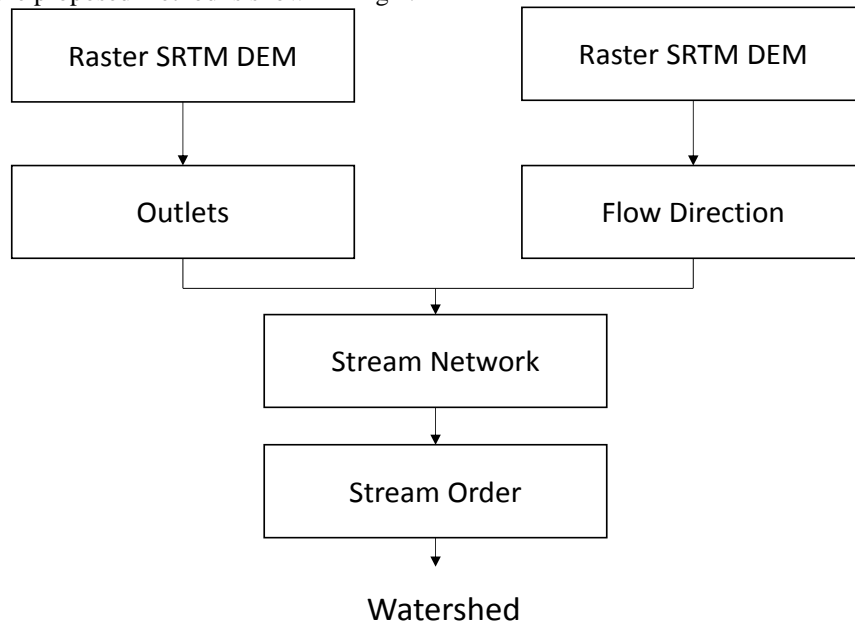 Raster SRTM DEM
Raster SRTM DEM
Outlets
Flow Direction
Stream Network
Stream Order
Watershed